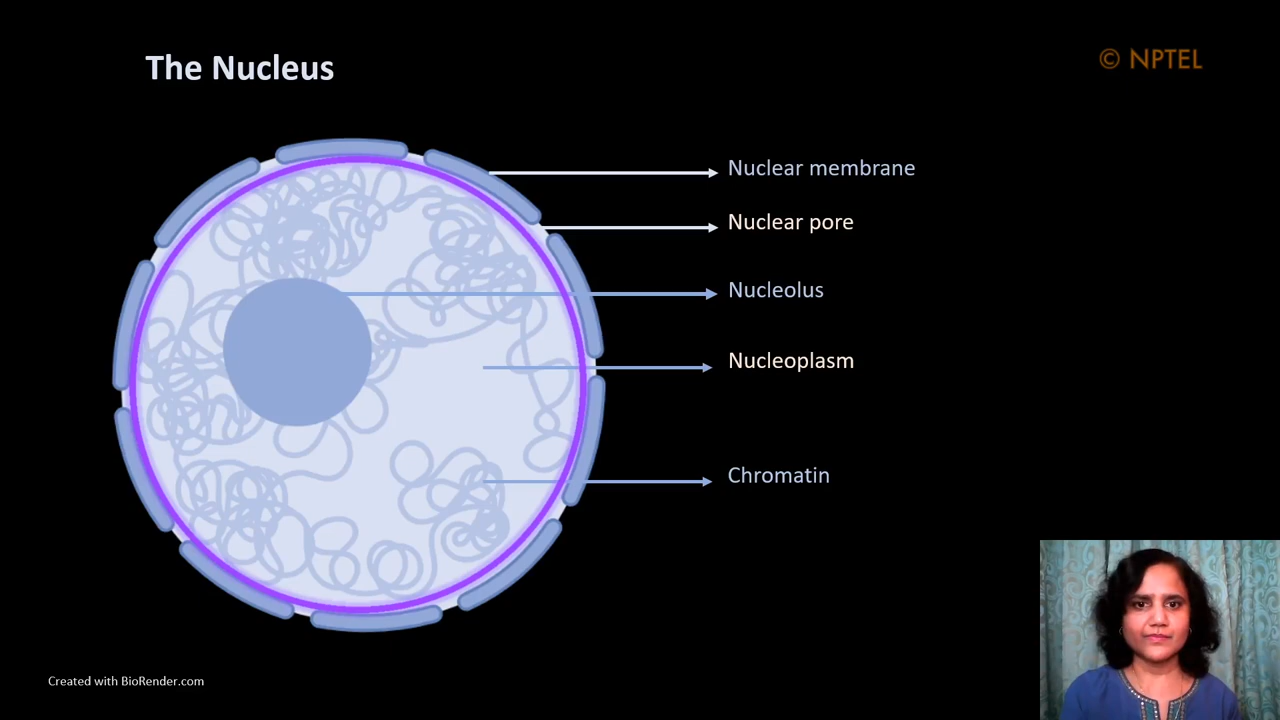 The Nucleus
© NPTEL
Nuclear membrane
Nuclear pore
Nucleolus
Nucleoplasm
Chromatin
Created with BioRender.com